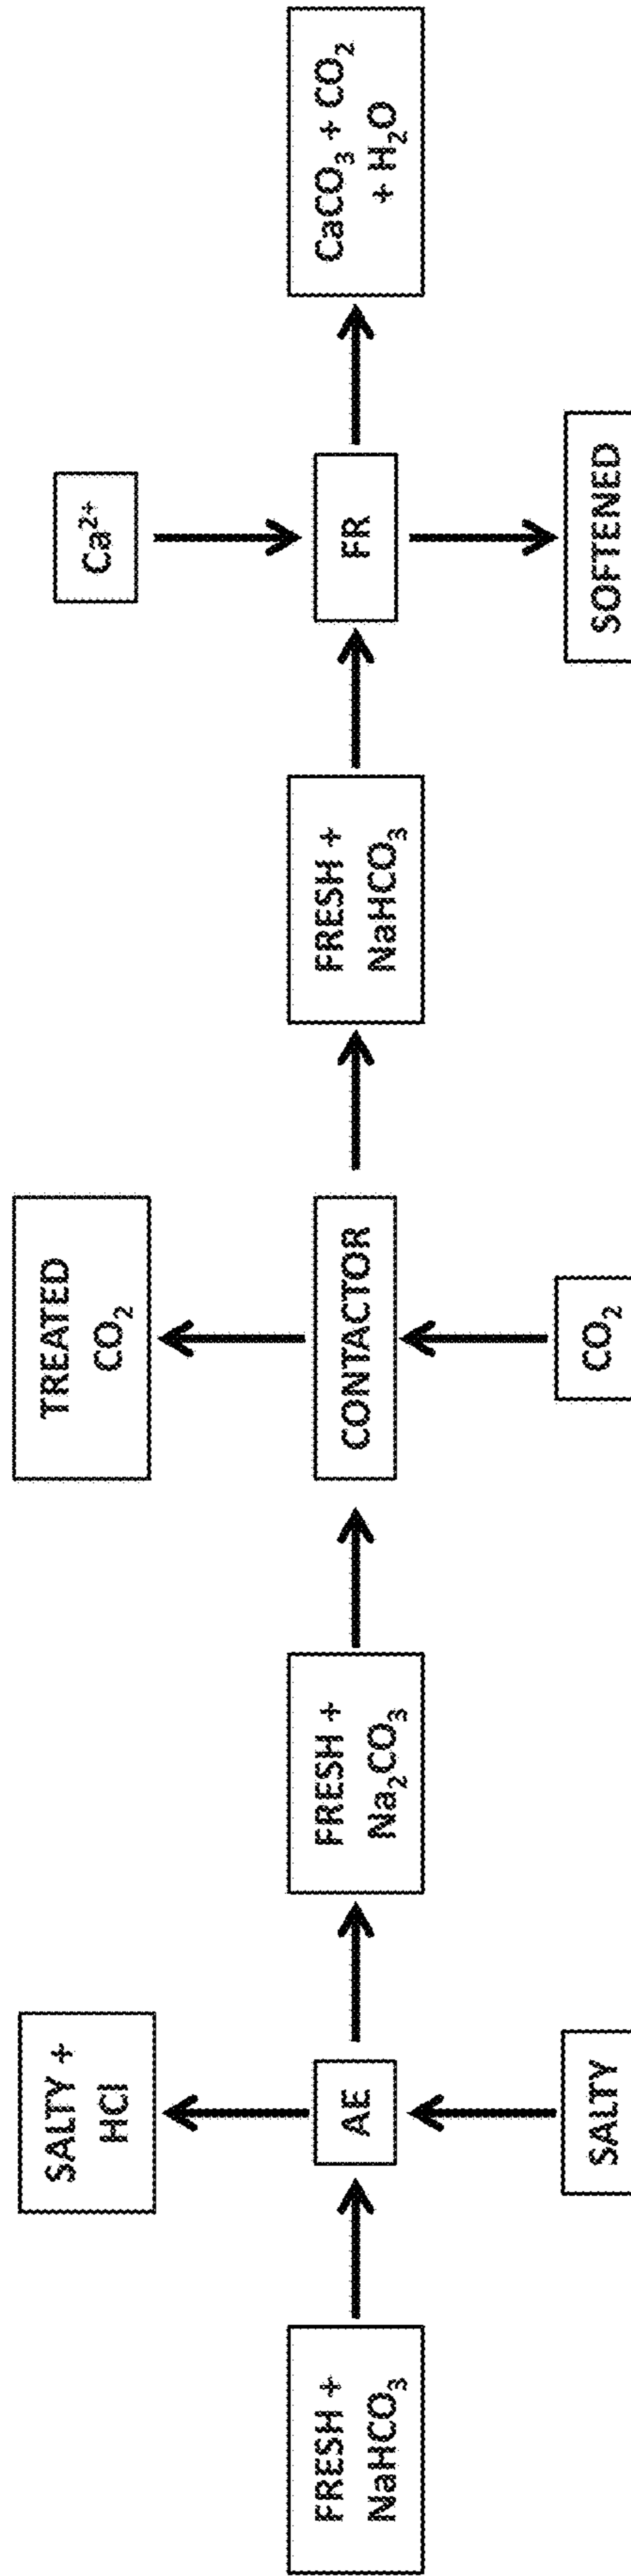 SALTY +
HCl
TREATED
CO₂
Ca²⁺
FRESH +
NaHCO₃
AE
FRESH +
Na₂CO₃
CONTACTOR
FRESH +
NaHCO₃
FR
CaCO₃ + CO₂
+ H₂O
SALTY
CO₂
SOFTENED